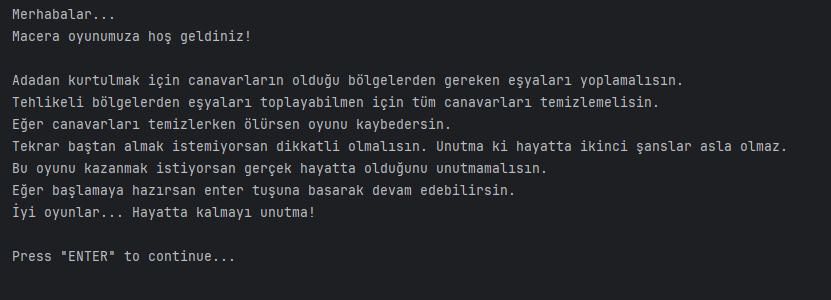 Merhabalar...
Macera oyunumuza hoş geldiniz!
Adadan kurtulmak için canavarların olduğu bölgelerden gereken eşyaları yoplamalısın.
Tehlikeli bölgelerden eşyaları toplayabilmen için tüm canavarları temizlemelisin.
Eğer canavarları temizlerken ölürsen oyunu kaybedersin.
Tekrar baştan almak istemiyorsan dikkatli olmalısın. Unutma ki hayatta ikinci şanslar asla olmaz.
Bu oyunu kazanmak istiyorsan gerçek hayatta olduğunu unutmamalısın.
Eğer başlamaya hazırsan enter tuşuna basarak devam edebilirsin.
İyi oyunlar... Hayatta kalmayı unutma!
Press "ENTER" to continue...